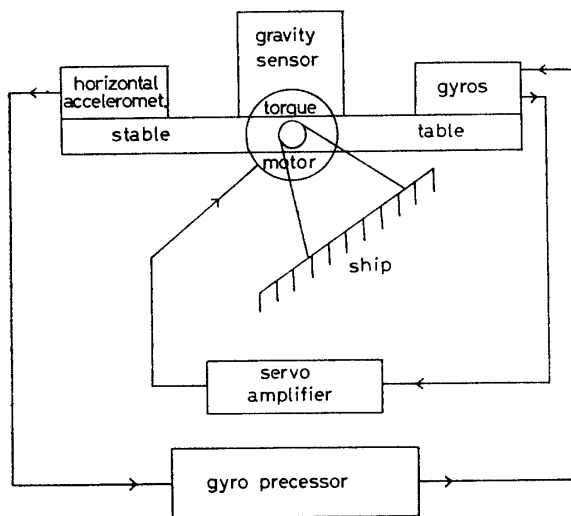 gravity
sensor
horizontal
acceleromet.
gyros
torque
stable
table
motor
ship
servo
amplifier
gyro precessor